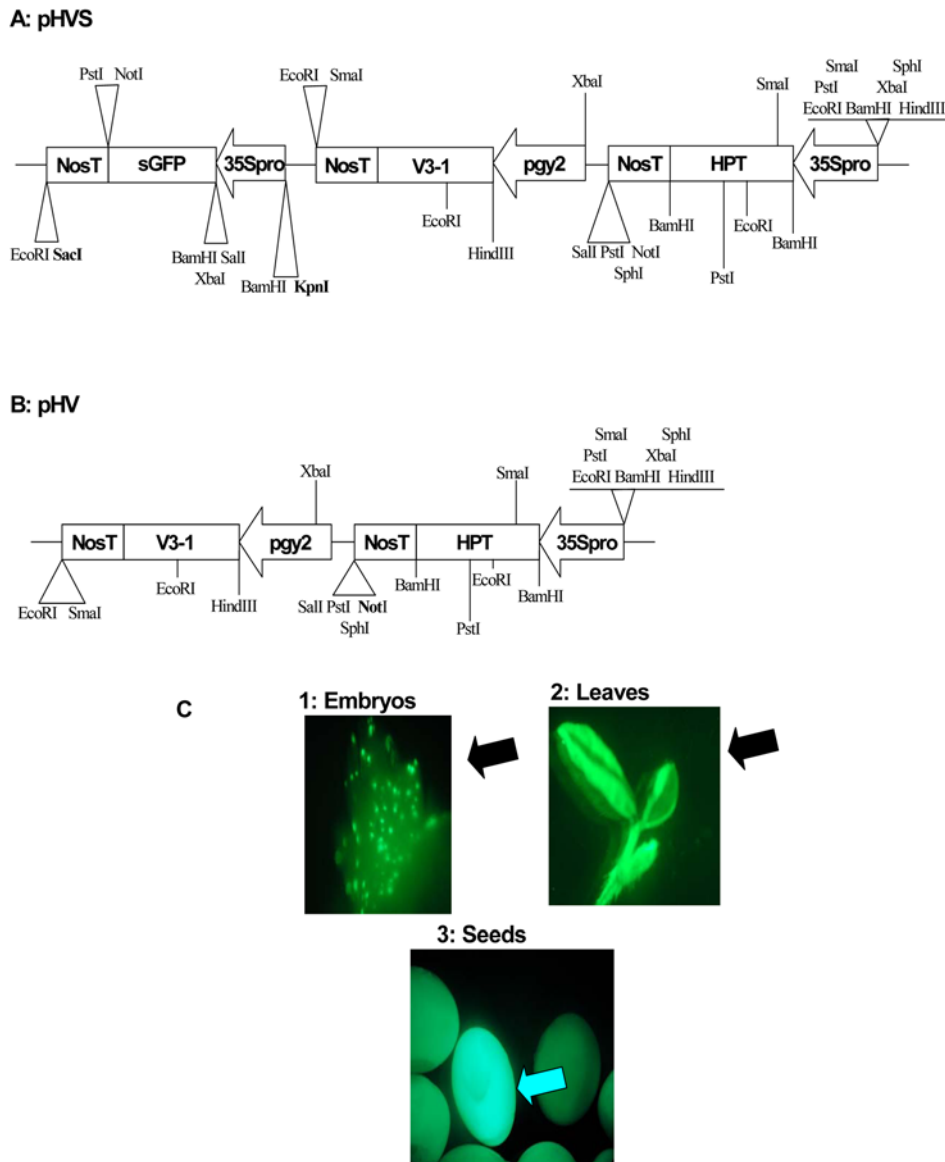 A: pHVS
SmaI SphI
PstI NotI EcoRI SmaI XbaI SmaI PstI XbaI
EcoRI BamHI HindIII
NosT sGFP 35Spro NosT V3-1 pgy2 NosT HPT 35Spro
EcoRI EcoRI
EcoRI SacI BamHI SalI HindIII BamHI BamHI
XbaI BamHI KpnI SalI PstI NotI PstI
SphI
B: pHV
SmaI SphI
XbaI SmaI PstI XbaI
EcoRI BamHI HindIII
NosT V3-1 pgy2 NosT HPT 35Spro
EcoRI BamHI EcoRI
EcoRI SmaI HindIII SalI PstI NotI BamHI
SphI PstI
C
1: Embryos 2: Leaves
3: Seeds